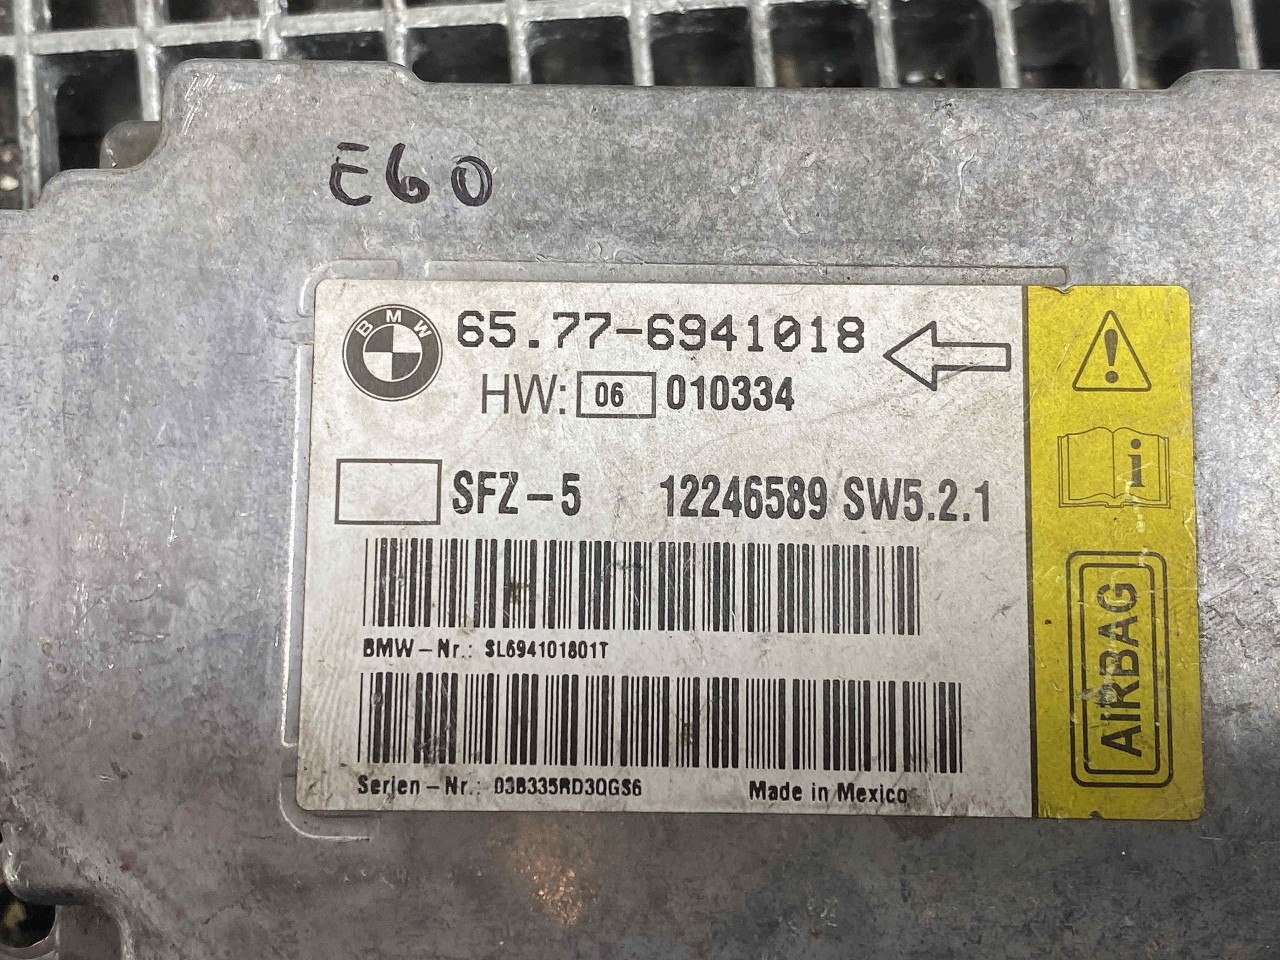 E60
BMW
65.77-6941018
HW: 06 010334
SFZ-5 12246589 SW5.2.1
BMW-Nr.: SL694101801T
Serien-Nr.: 03B335RD3QGS6
Made in Mexico
i
AIRBAG